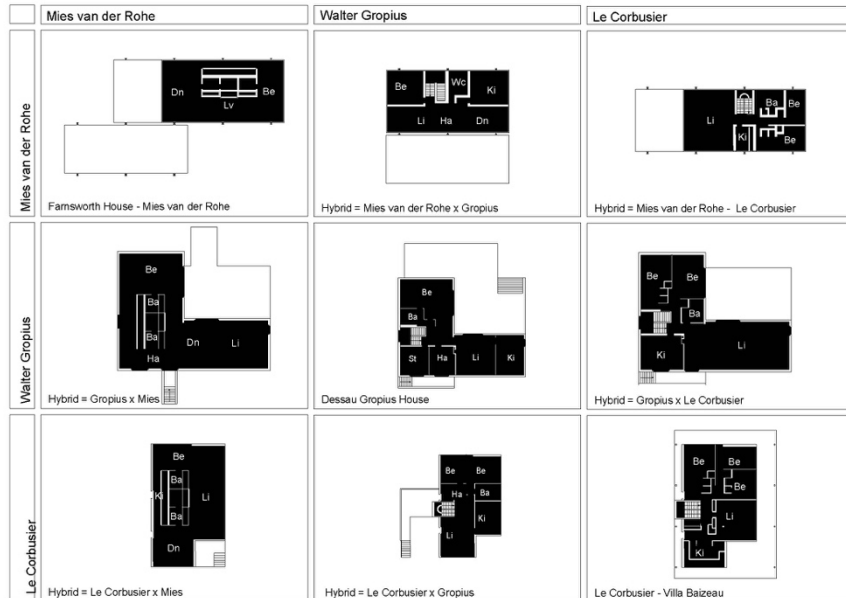 Mies van der Rohe
Walter Gropius
Le Corbusier
Mies van der Rohe
Dn
Lv
Be
Farnsworth House - Mies van der Rohe
Be
Wc
Ki
Li
Ha
Dn
Hybrid = Mies van der Rohe x Gropius
Li
Ba
Be
Ki
Be
Hybrid = Mies van der Rohe - Le Corbusier
Walter Gropius
Be
Ba
Ba
Ha
Dn
Li
Hybrid = Gropius x Mies
Be
Ba
St
Ha
Li
Ki
Dessau Gropius House
Be
Be
Ba
Ki
Li
Hybrid = Gropius x Le Corbusier
Le Corbusier
Be
Ba
Ki
Li
Ba
Dn
Hybrid = Le Corbusier x Mies
Be
Be
Ha
Ba
Ki
Li
Hybrid = Le Corbusier x Gropius
Be
Be
Be
Li
Ki
Le Corbusier - Villa Baizeau